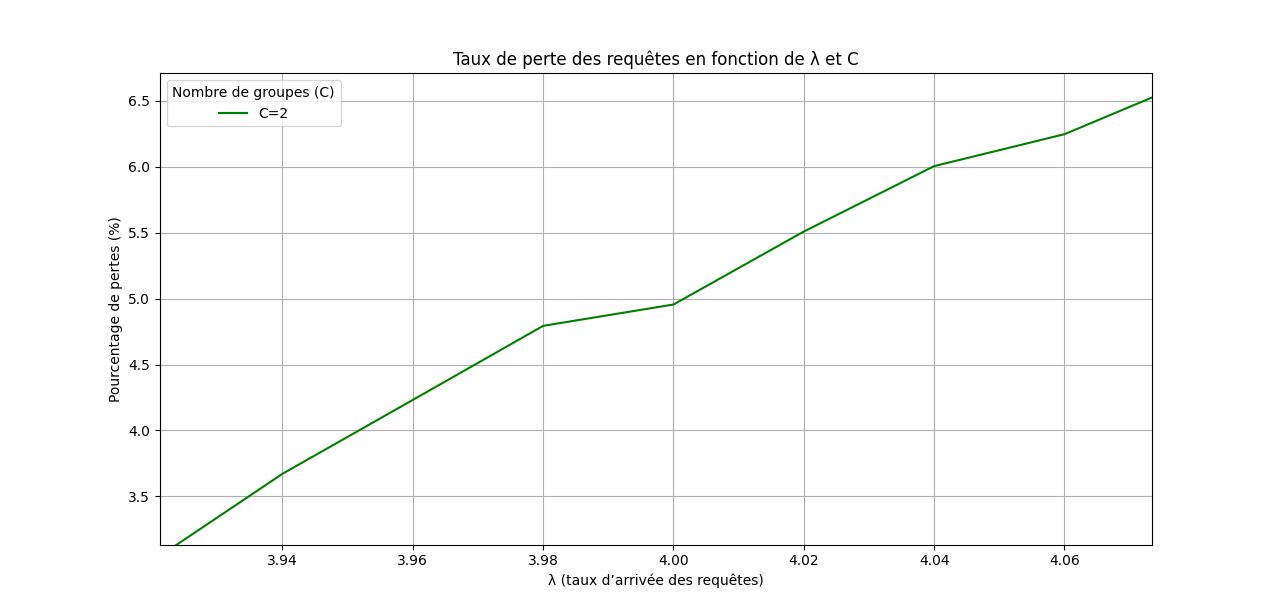 Taux de perte des requêtes en fonction de λ et C
Nombre de groupes (C)
C=2
Pourcentage de pertes (%)
6.5
6.0
5.5
5.0
4.5
4.0
3.5
3.94 3.96 3.98 4.00 4.02 4.04 4.06
λ (taux d’arrivée des requêtes)